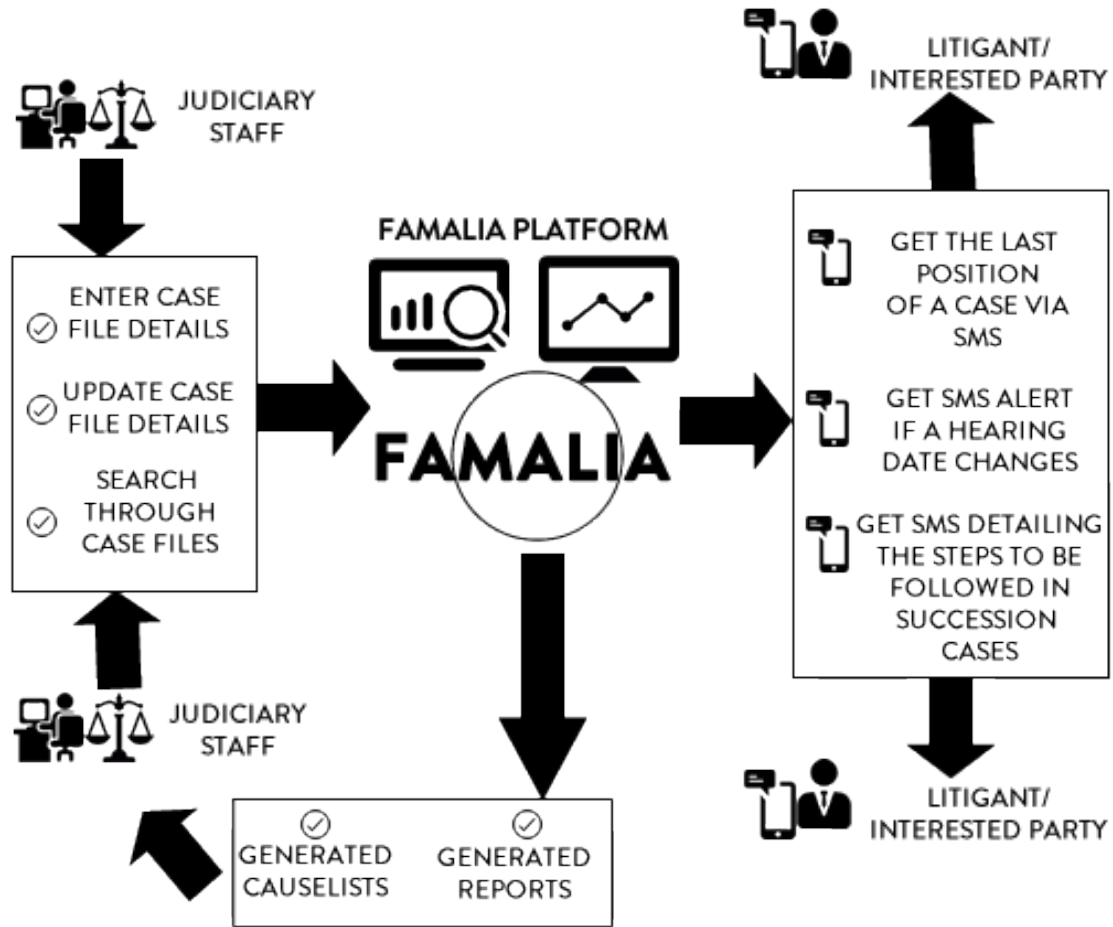 JUDICIARY
STAFF
ENTER CASE
FILE DETAILS
UPDATE CASE
FILE DETAILS
SEARCH
THROUGH
CASE FILES
JUDICIARY
STAFF
FAMALIA PLATFORM
FAMALIA
GENERATED
CAUSELISTS
GENERATED
REPORTS
LITIGANT/
INTERESTED PARTY
GET THE LAST
POSITION
OF A CASE VIA
SMS
GET SMS ALERT
IF A HEARING
DATE CHANGES
GET SMS DETAILING
THE STEPS TO BE
FOLLOWED IN
SUCCESSION
CASES
LITIGANT/
INTERESTED PARTY